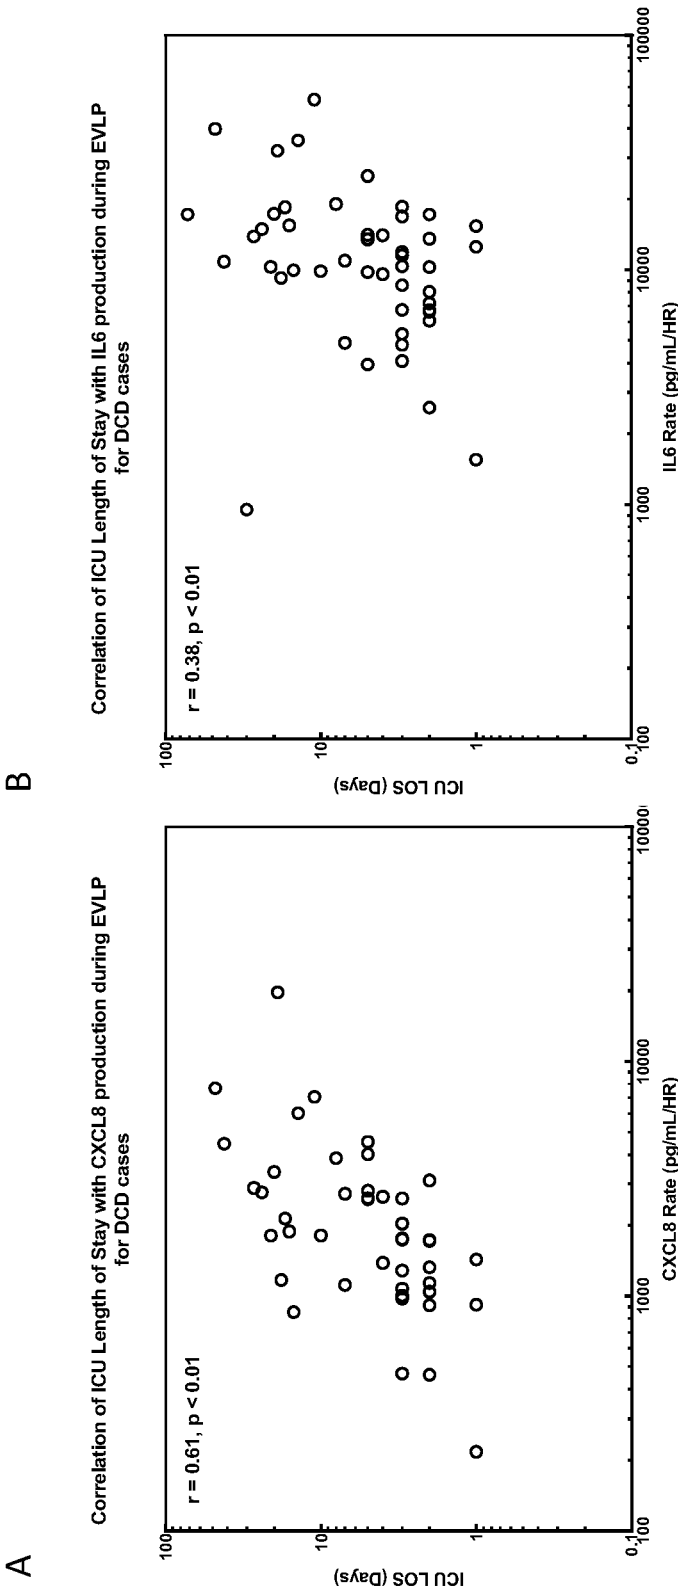 A
Correlation of ICU Length of Stay with CXCL8 production during EVLP
for DCD cases
r = 0.61, p < 0.01
100
10
1
0.1
ICU LOS (Days)
100
1000
10000
10000
CXCL8 Rate (pg/mL/HR)
B
Correlation of ICU Length of Stay with IL6 production during EVLP
for DCD cases
r = 0.38, p < 0.01
100
10
1
0.1
ICU LOS (Days)
100
1000
10000
100000
IL6 Rate (pg/mL/HR)